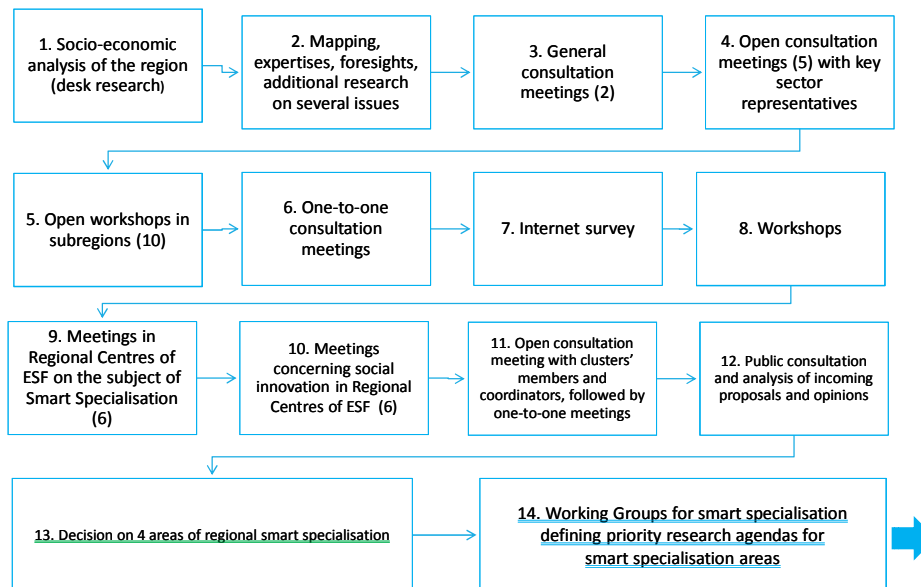 1. Socio-economic
analysis of the region
(desk research)
2. Mapping,
expertises, foresights,
additional research
on several issues
3. General
consultation
meetings (2)
4. Open consultation
meetings (5) with key
sector
representatives
5. Open workshops in
subregions (10)
6. One-to-one
consultation
meetings
7. Internet survey
8. Workshops
9. Meetings in
Regional Centres of
ESF on the subject of
Smart Specialisation
(6)
10. Meetings
concerning social
innovation in Regional
Centres of ESF (6)
11. Open consultation
meeting with clusters’
members and
coordinators, followed by
one-to-one meetings
12. Public consultation
and analysis of incoming
proposals and opinions
13. Decision on 4 areas of regional smart specialisation
14. Working Groups for smart specialisation
defining priority research agendas for
smart specialisation areas